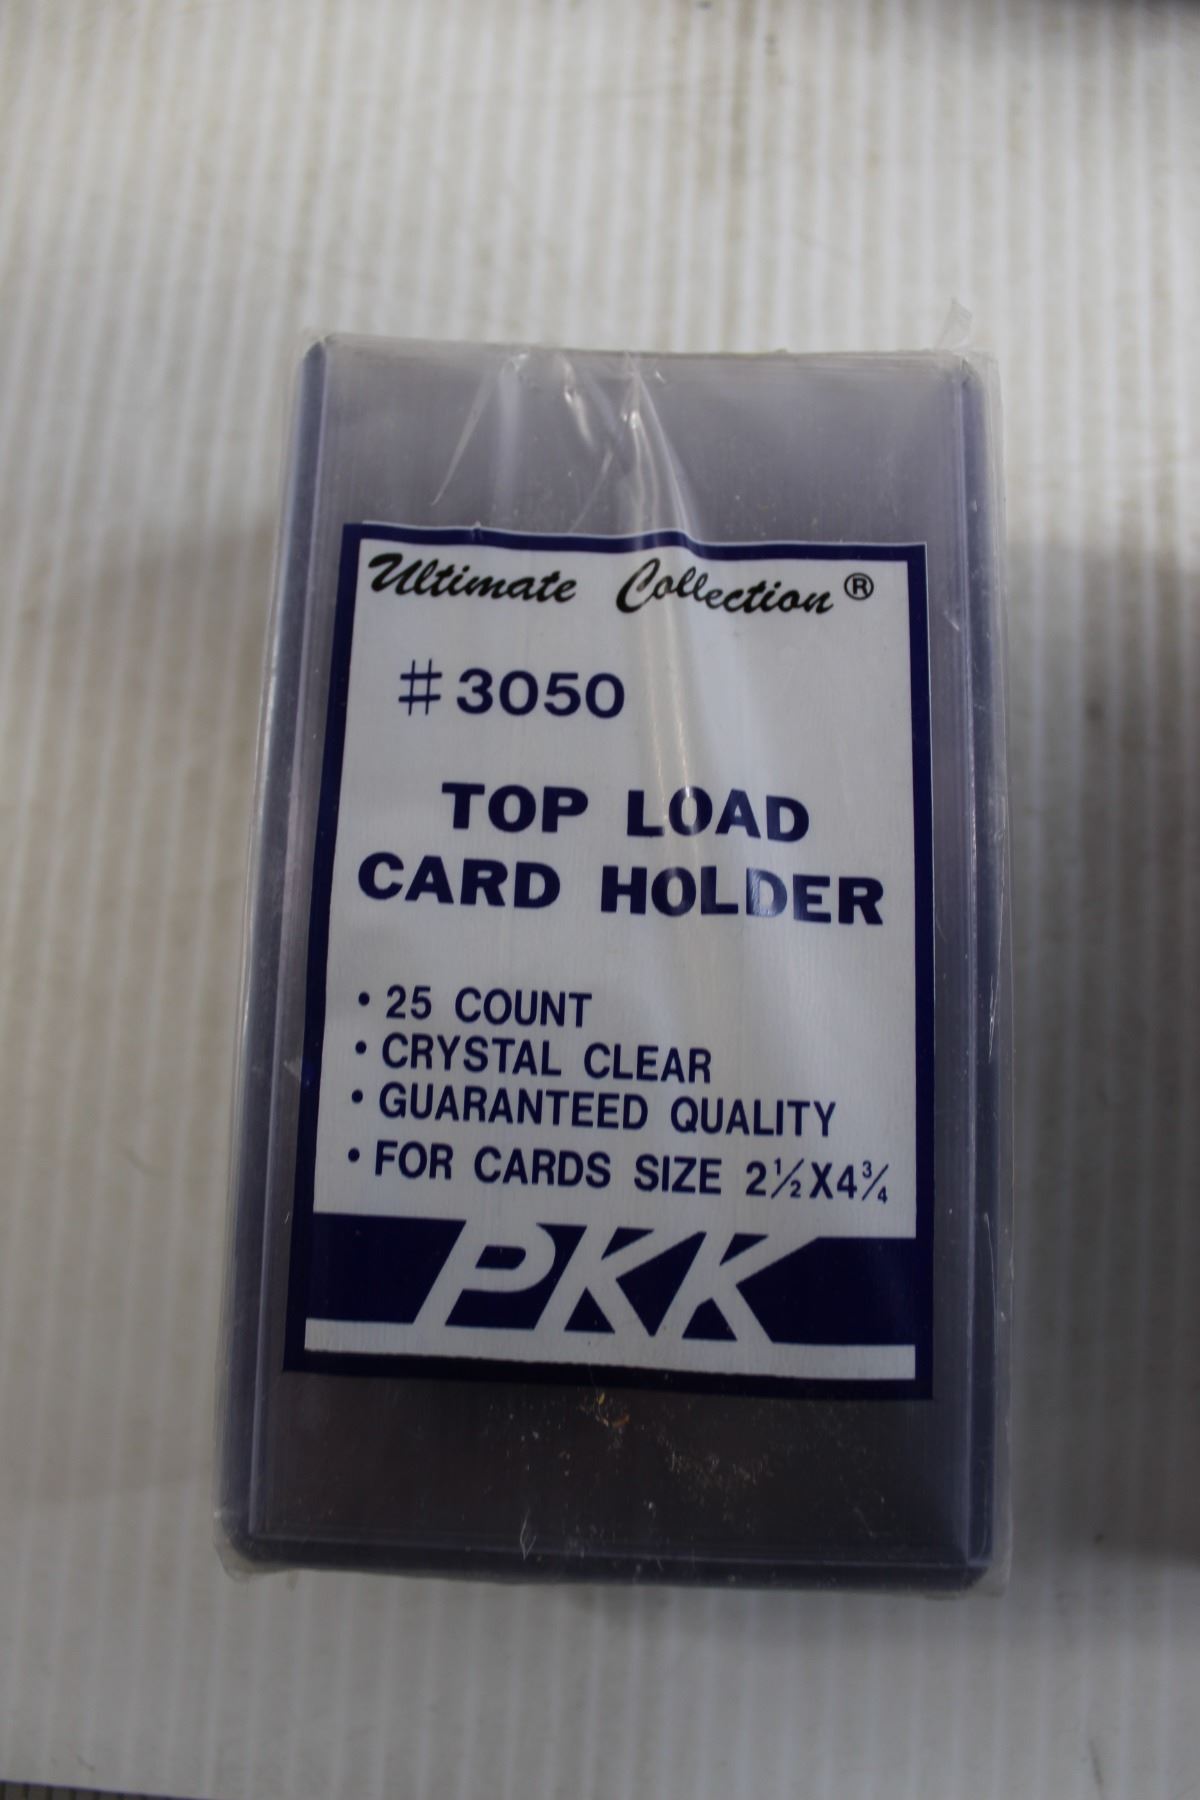 Ultimate Collection®
#3050
TOP LOAD
CARD HOLDER
• 25 COUNT
• CRYSTAL CLEAR
• GUARANTEED QUALITY
• FOR CARDS SIZE 2½X4¾
PKK